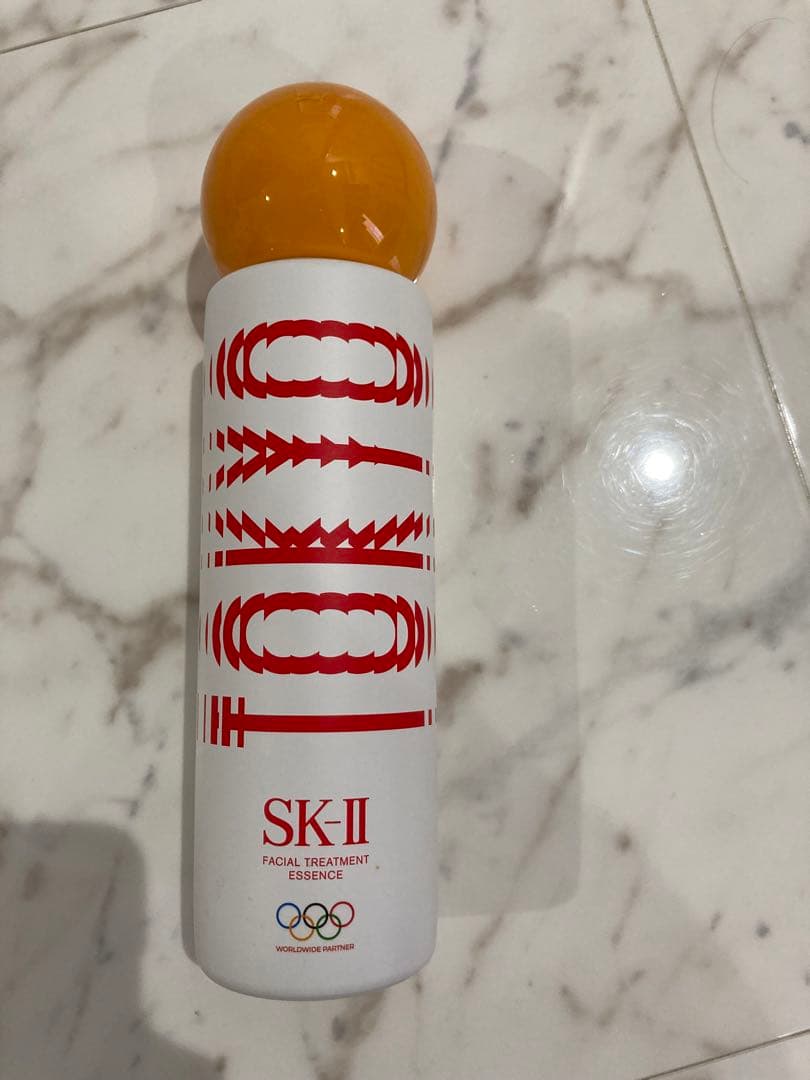 TOKYO
SK-II
FACIAL TREATMENT
ESSENCE
WORLDWIDE PARTNER